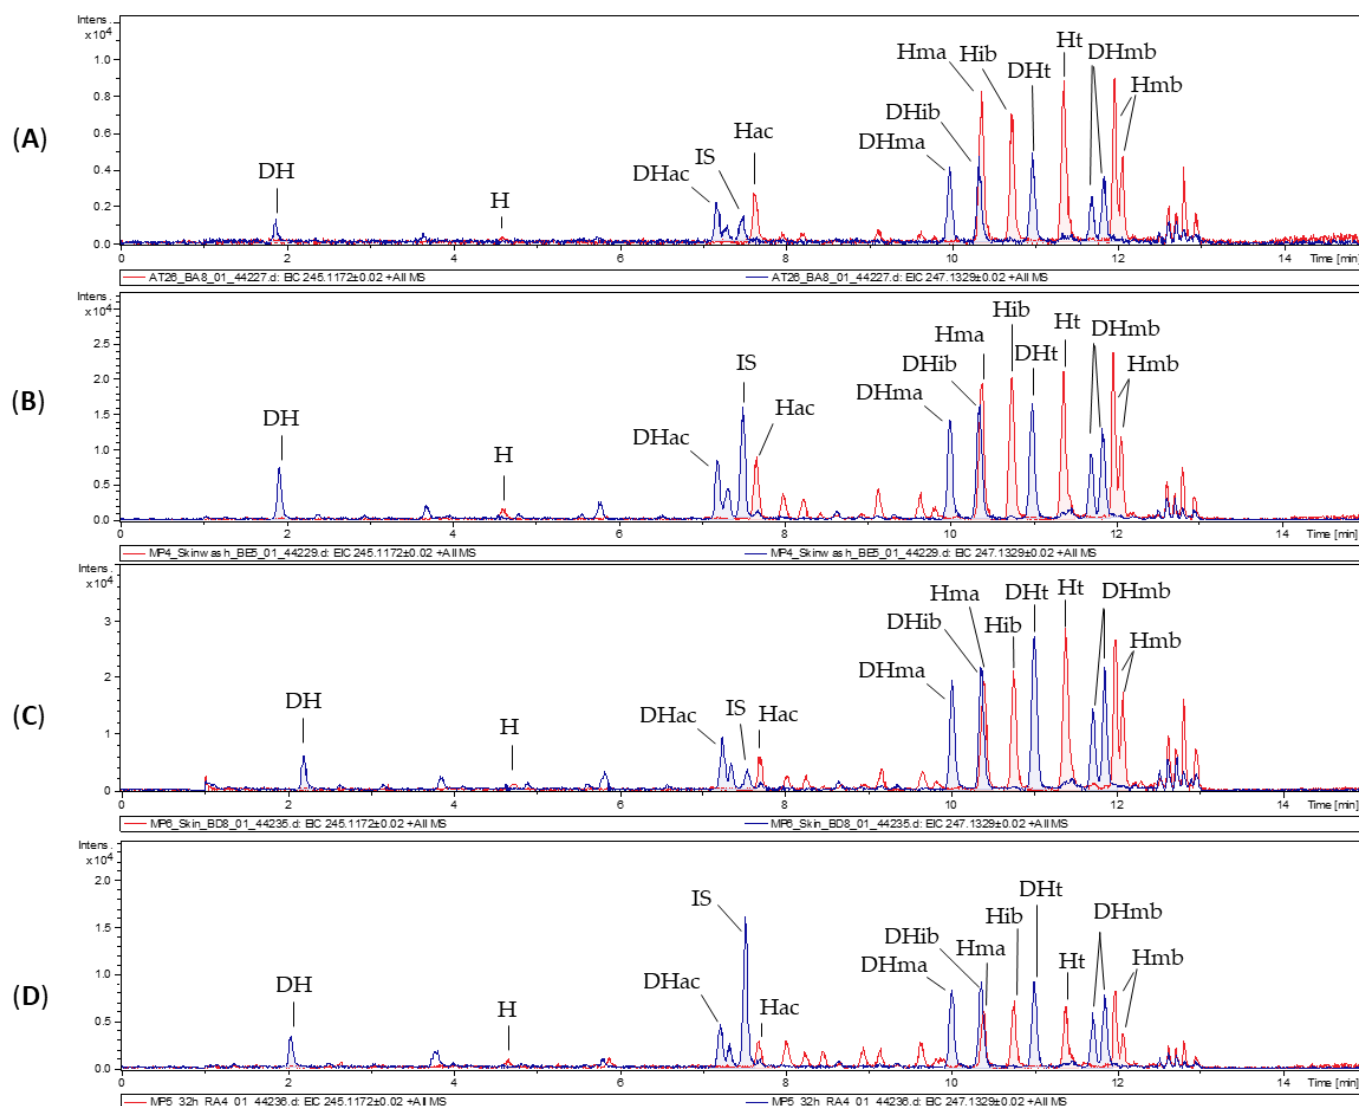 Intens.
x10⁴
1.0
0.8
0.6
0.4
0.2
0.0
(A)
DH
H
DHac
IS
Hac
DHma
DHib
Hma
Hib
DHt
Ht
DHmb
Hmb
0 2 4 6 8 10 12 14 Time [min]
AT26_BA8_01_44227.d: EIC 245.1172±0.02 +All MS AT26_BA8_01_44227.d: EIC 247.1329±0.02 +All MS
Intens.
x10⁴
2.5
2.0
1.5
1.0
0.5
0.0
(B)
DH
H
DHac
IS
Hac
DHma
DHib
Hma
Hib
DHt
Ht
DHmb
Hmb
0 2 4 6 8 10 12 14 Time [min]
MP4_Skinwash_BE5_01_44229.d: EIC 245.1172±0.02 +All MS MP4_Skinwash_BE5_01_44229.d: EIC 247.1329±0.02 +All MS
Intens.
x10⁴
3
2
1
0
(C)
DH
H
DHac
IS
Hac
DHma
DHib
Hma
Hib
DHt
Ht
DHmb
Hmb
0 2 4 6 8 10 12 14 Time [min]
MP6_Skin_BD8_01_44235.d: EIC 245.1172±0.02 +All MS MP6_Skin_BD8_01_44235.d: EIC 247.1329±0.02 +All MS
Intens.
x10⁴
2.0
1.5
1.0
0.5
0.0
(D)
DH
H
DHac
IS
Hac
DHma
DHib
Hma
Hib
DHt
Ht
DHmb
Hmb
0 2 4 6 8 10 12 14 Time [min]
MP5_32h_RA4_01_44236.d: EIC 245.1172±0.02 +All MS MP5_32h_RA4_01_44236.d: EIC 247.1329±0.02 +All MS